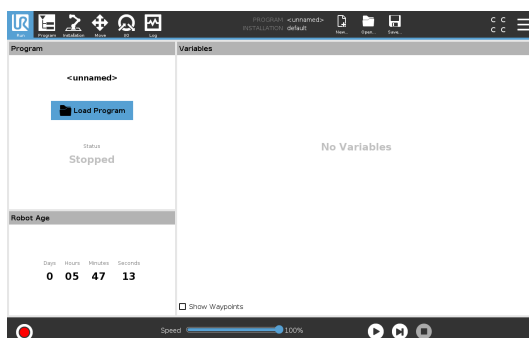 UR
Run Program Installation Move I/O Log
PROGRAM <unnamed>
INSTALLATION default
New... Open... Save...
C C
C C
Program
Variables
<unnamed>
Load Program
Status
Stopped
No Variables
Robot Age
Days Hours Minutes Seconds
0 05 47 13
Show Waypoints
Speed 100%